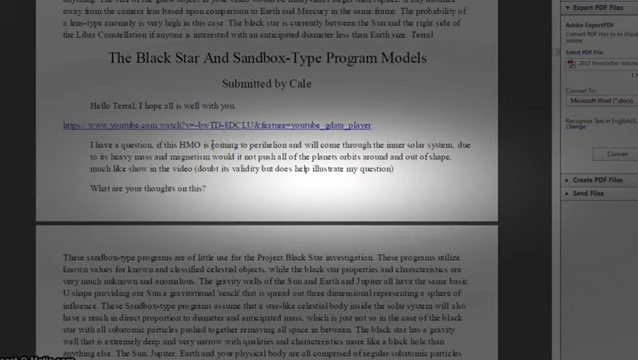 anything. The size of the guest object in your video would be many times larger than Jupiter, if any distance
away from the camera lens based upon comparison to Earth and Mercury in the same frame. The probability of
a lens-type anomaly is very high in this case. The black star is currently between the Sun and the right side of
the Libra Constellation if anyone is interested with an anticipated diameter less than Earth size. Terral.
The Black Star And Sandbox-Type Program Models
Submitted by Cale
Hello Terral, I hope all is well with you.
https://www.youtube.com/watch?v=-bwTD-8DCLU&feature=youtube_gdata_player
I have a question, if this HMO is coming to perihelion and will come through the inner solar system, due
to its heavy mass and magnetism would it not push all of the planets orbits around and out of shape,
much like show in the video (doubt its validity but does help illustrate my question)
What are your thoughts on this?
These sandbox-type programs are of little use for the Project Black Star investigation. These programs utilize
known values for known and classified celestial objects, while the black star properties and characteristics are
very much unknown and anomalous. The gravity wells of the Sun and Earth and Jupiter all have the same basic
U shape providing our Sun a gravitational 'reach' that is spread out three dimensional representing a sphere of
influence. These Sandbox-type programs assume that a star-like celestial body inside the solar system will also
have a reach in direct proportion to diameter and anticipated mass, which is just not so in the case of the black
star with all subatomic particles pushed together removing all space in between. The black star has a gravity
well that is extremely deep and very narrow with qualities and characteristics more like a black hole than
anything else. The Sun, Jupiter, Earth and your physical body are all comprised of regular subatomic particles
Export PDF Files
Adobe ExportPDF
Convert PDF files to
Select PDF File:
2015 Newsletter Volume
Convert To:
Microsoft Word (*.docx)
Recognize Text in English(U
Change
Convert
Create PDF Files
Send Files